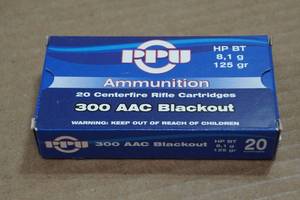 PPU
HP BT
8,1 g
125 gr
Ammunition
20 Centerfire Rifle Cartridges
300 AAC Blackout
WARNING: KEEP OUT OF REACH OF CHILDREN
PPU
300 AAC Blackout
HP BT
8,1 g
125 gr
20